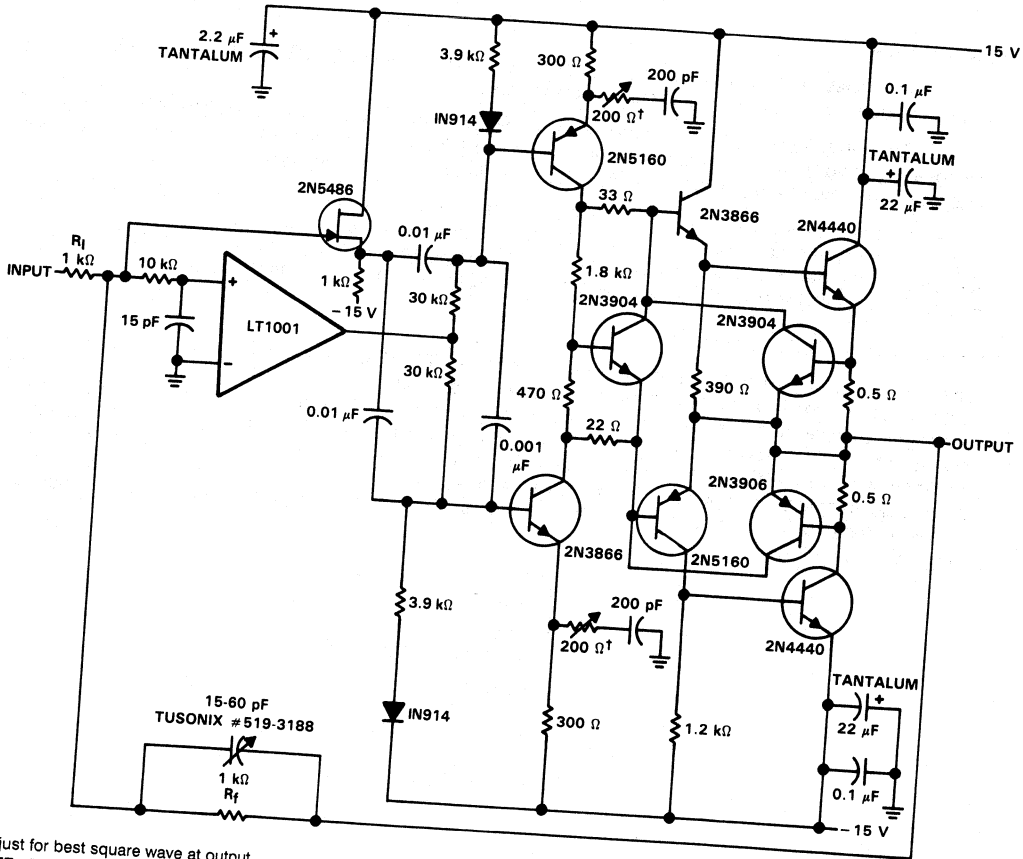 15 V
2.2 µF
TANTALUM
+
3.9 kΩ
300 Ω
200 pF
200 Ω†
0.1 µF
IN914
2N5160
TANTALUM
+
22 µF
2N5486
33 Ω
2N3866
2N4440
0.01 µF
RI
1 kΩ
INPUT
10 kΩ
1 kΩ
− 15 V
30 kΩ
1.8 kΩ
2N3904
2N3904
15 pF
+
LT1001
−
30 kΩ
470 Ω
390 Ω
0.5 Ω
0.01 µF
22 Ω
OUTPUT
0.001
µF
2N3906
0.5 Ω
2N3866
2N5160
3.9 kΩ
200 pF
200 Ω†
2N4440
TANTALUM
+
22 µF
15-60 pF
TUSONIX #519-3188
IN914
300 Ω
1.2 kΩ
1 kΩ
Rf
0.1 µF
− 15 V
just for best square wave at output